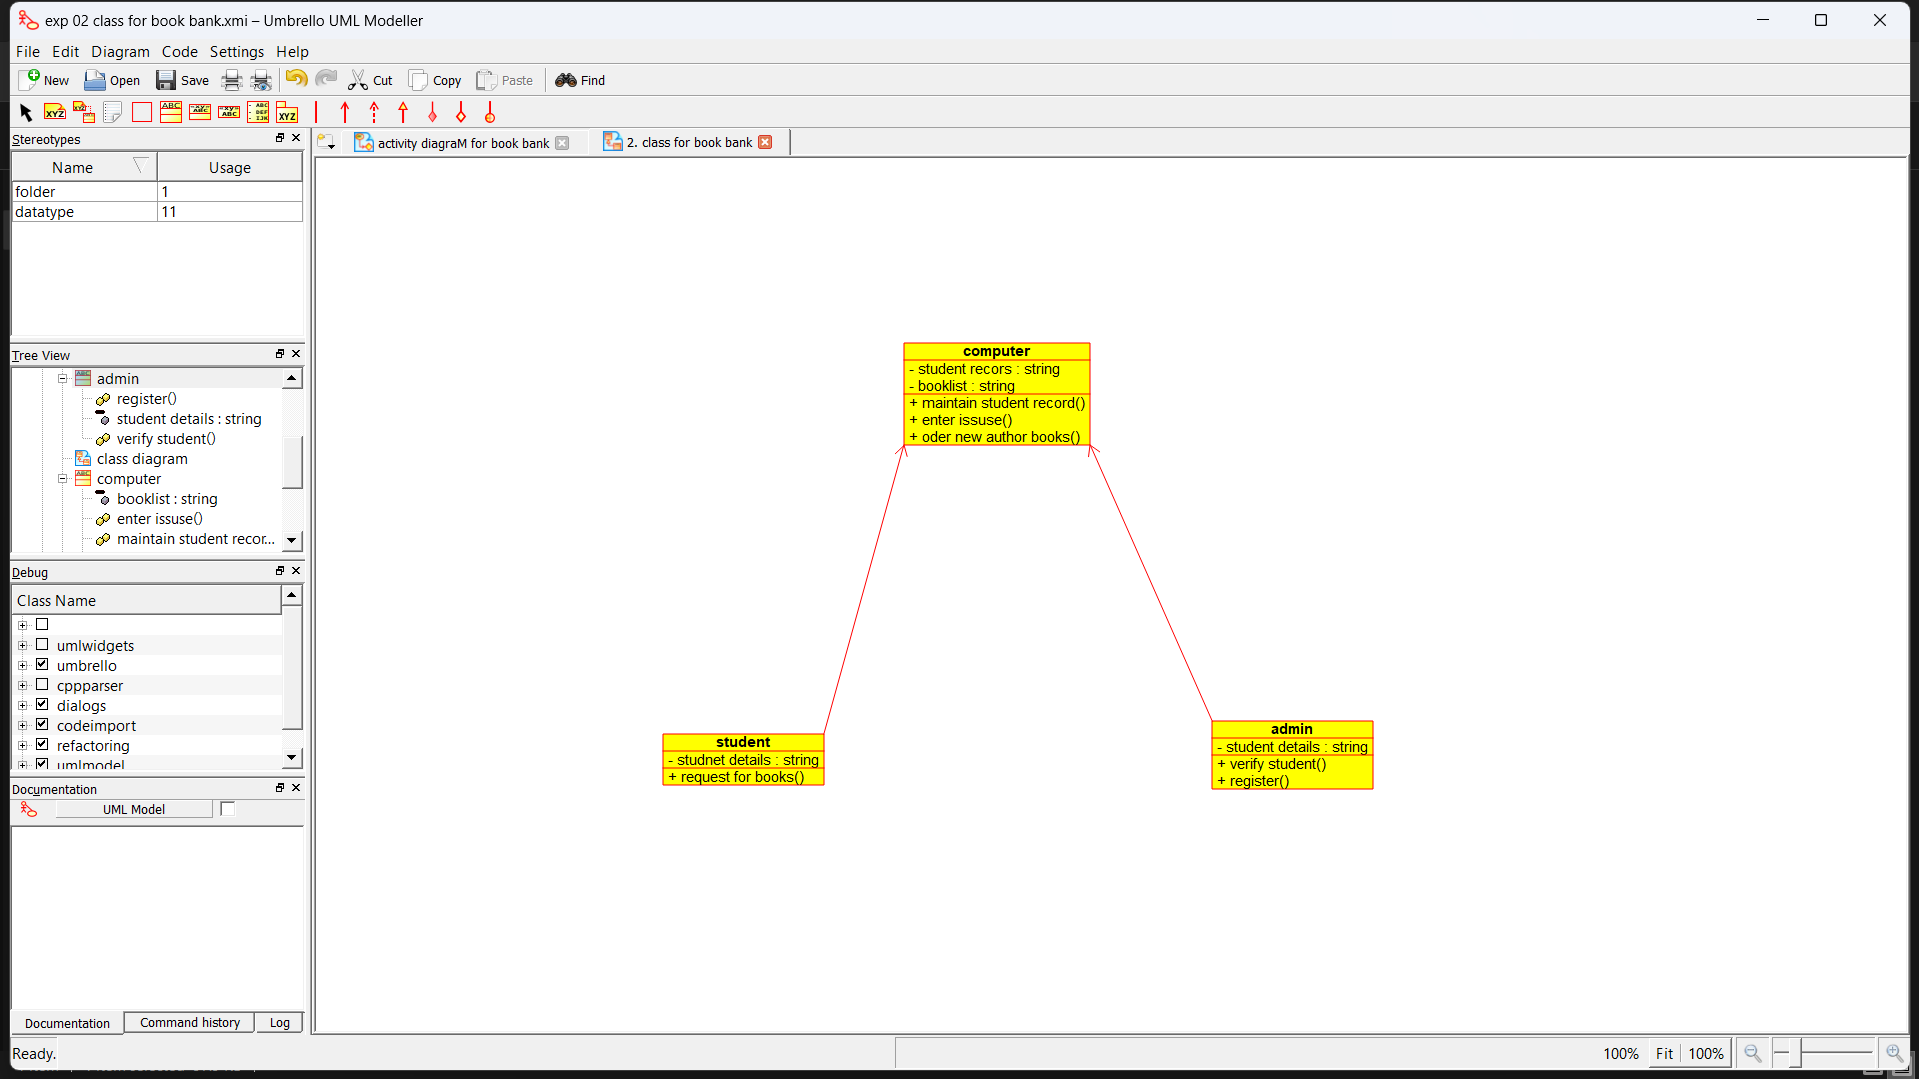 exp 02 class for book bank.xmi – Umbrello UML Modeller
File Edit Diagram Code Settings Help
New Open Save Cut Copy Paste Find
Stereotypes
Name Usage
folder 1
datatype 11
activity diagraM for book bank
2. class for book bank
Tree View
admin
register()
student details : string
verify student()
class diagram
computer
booklist : string
enter issuse()
maintain student recor...
Debug
Class Name
umlwidgets
umbrello
cppparser
dialogs
codeimport
refactoring
umlmodel
Documentation
UML Model
Documentation Command history Log
Ready.
computer
- student recors : string
- booklist : string
+ maintain student record()
+ enter issuse()
+ oder new author books()
student
- studnet details : string
+ request for books()
admin
- student details : string
+ verify student()
+ register()
100% Fit 100%